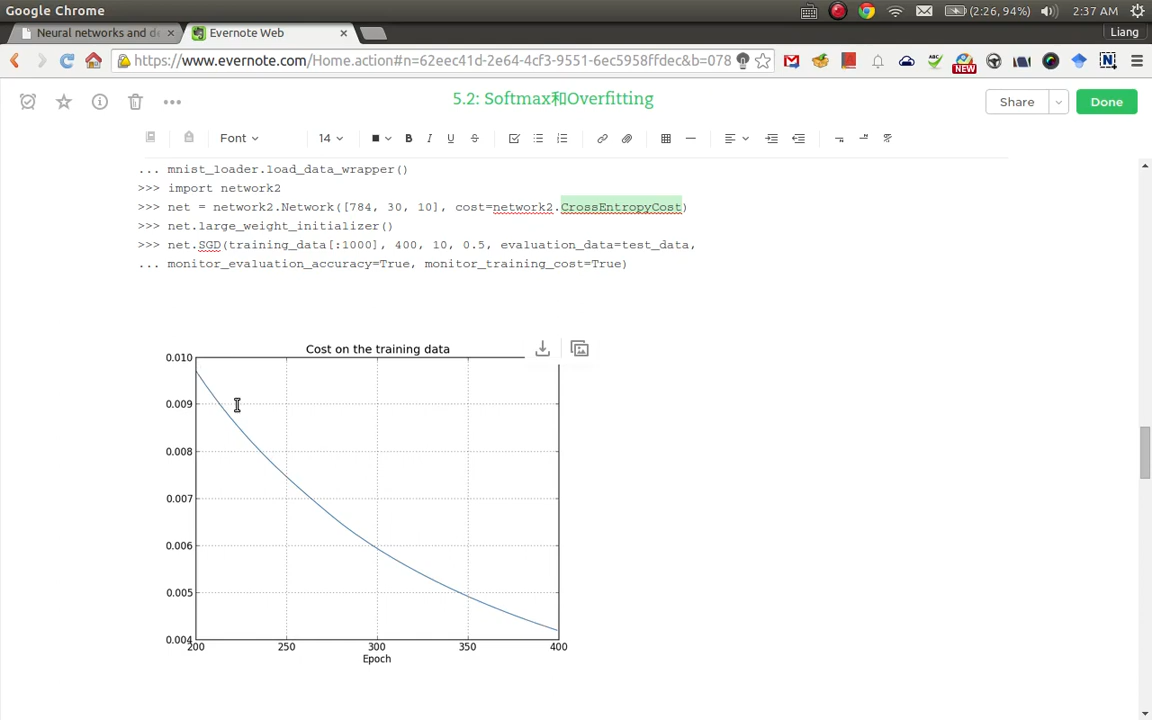 Google Chrome
(2:26, 94%)
2:37 AM
Neural networks and de
Evernote Web
Liang
https://www.evernote.com/Home.action#n=62eec41d-2e64-4cf3-9551-6ec5958ffdec&b=078
NEW
5.2: Softmax和Overfitting
Share
Done
Font
14
B I U
... mnist_loader.load_data_wrapper()
>>> import network2
>>> net = network2.Network([784, 30, 10], cost=network2.CrossEntropyCost)
>>> net.large_weight_initializer()
>>> net.SGD(training_data[:1000], 400, 10, 0.5, evaluation_data=test_data,
... monitor_evaluation_accuracy=True, monitor_training_cost=True)
Cost on the training data
0.010
0.009
0.008
0.007
0.006
0.005
0.004
200 250 300 350 400
Epoch